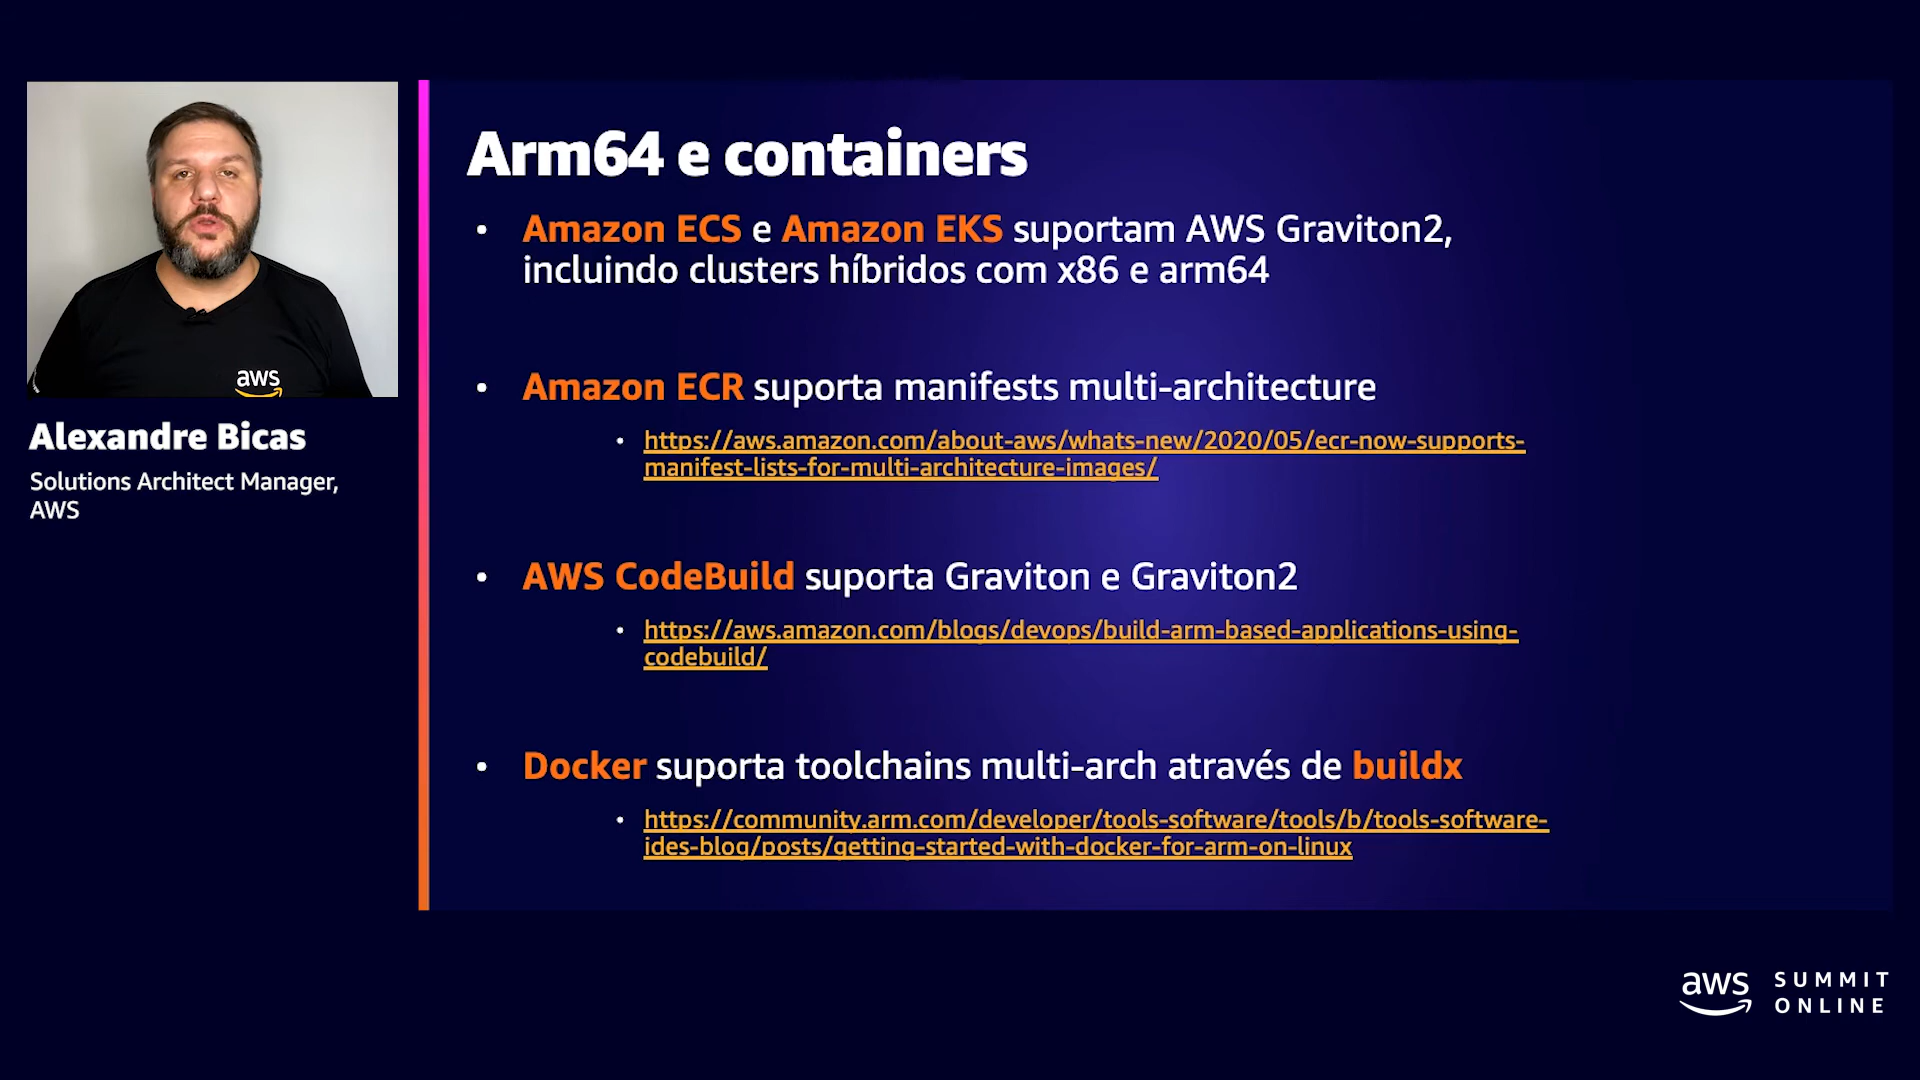 aws
Alexandre Bicas
Solutions Architect Manager,
AWS
Arm64 e containers
• Amazon ECS e Amazon EKS suportam AWS Graviton2,
incluindo clusters híbridos com x86 e arm64
• Amazon ECR suporta manifests multi-architecture
• https://aws.amazon.com/about-aws/whats-new/2020/05/ecr-now-supports-
manifest-lists-for-multi-architecture-images/
• AWS CodeBuild suporta Graviton e Graviton2
• https://aws.amazon.com/blogs/devops/build-arm-based-applications-using-
codebuild/
• Docker suporta toolchains multi-arch através de buildx
• https://community.arm.com/developer/tools-software/tools/b/tools-software-
ides-blog/posts/getting-started-with-docker-for-arm-on-linux
aws SUMMIT
ONLINE